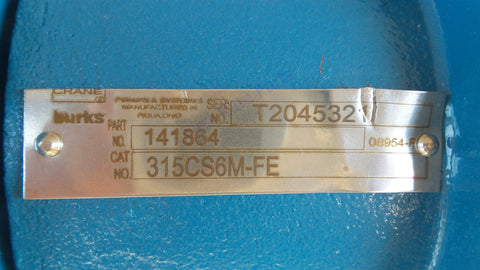 CRANE ®
PUMPS & SYSTEMS
MANUFACTURED IN
PIQUA, OHIO
burks
SER. NO. T204532
PART NO. 141864
08954-
CAT NO. 315CS6M-FE